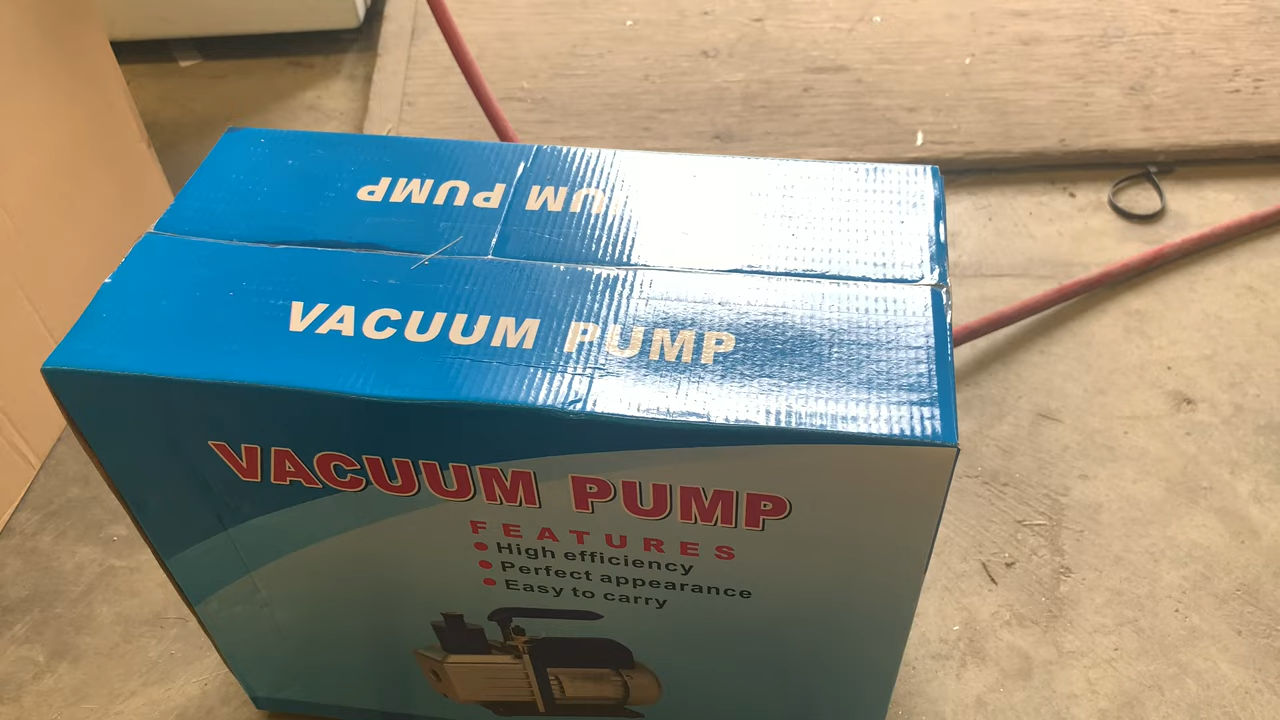 UM PUMP
VACUUM PUMP
VACUUM PUMP
FEATURES
High efficiency
Perfect appearance
Easy to carry